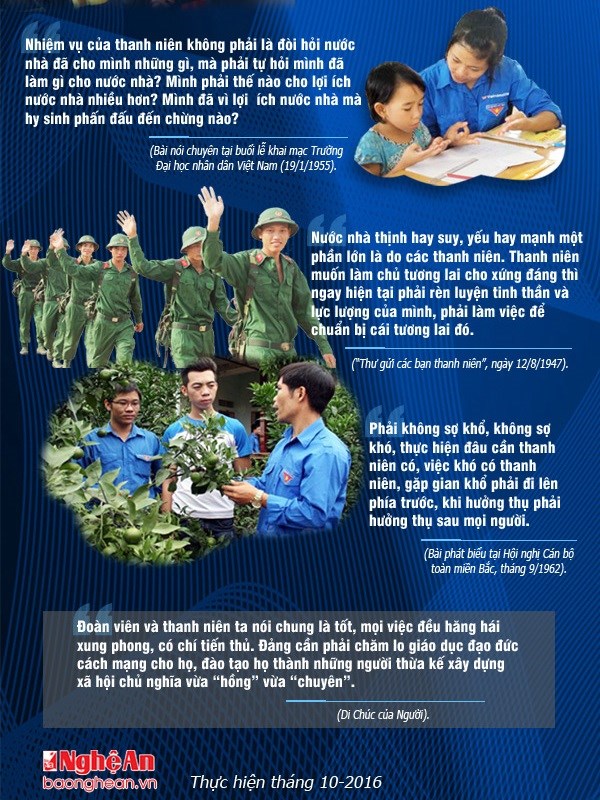 Nhiệm vụ của thanh niên không phải là đòi hỏi nước
nhà đã cho mình những gì, mà phải tự hỏi mình đã
làm gì cho nước nhà? Mình phải thế nào cho lợi ích
nước nhà nhiều hơn? Mình đã vì lợi ích nước nhà mà
hy sinh phấn đấu đến chừng nào?
(Bài nói chuyện tại buổi lễ khai mạc Trường
Đại học nhân dân Việt Nam (19/1/1955).
Nước nhà thịnh hay suy, yếu hay mạnh một
phần lớn là do các thanh niên. Thanh niên
muốn làm chủ tương lai cho xứng đáng thì
ngay hiện tại phải rèn luyện tinh thần và
lực lượng của mình, phải làm việc để
chuẩn bị cái tương lai đó.
("Thư gửi các bạn thanh niên", ngày 12/8/1947).
Phải không sợ khổ, không sợ
khó, thực hiện đâu cần thanh
niên có, việc khó có thanh
niên, gặp gian khổ phải đi lên
phía trước, khi hưởng thụ phải
hưởng thụ sau mọi người.
(Bài phát biểu tại Hội nghị Cán bộ
toàn miền Bắc, tháng 9/1962).
Đoàn viên và thanh niên ta nói chung là tốt, mọi việc đều hăng hái
xung phong, có chí tiến thủ. Đảng cần phải chăm lo giáo dục đạo đức
cách mạng cho họ, đào tạo họ thành những người thừa kế xây dựng
xã hội chủ nghĩa vừa "hồng" vừa "chuyên".
(Di Chúc của Người).
Nghệ An
baonghean.vn
Thực hiện tháng 10-2016